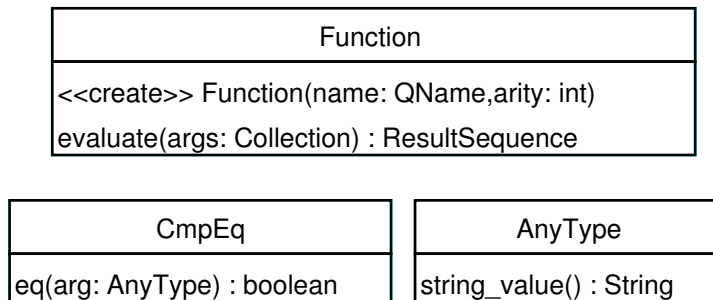 Function
<<create>> Function(name: QName,arity: int)
evaluate(args: Collection) : ResultSequence
CmpEq
AnyType
eq(arg: AnyType) : boolean
string_value() : String